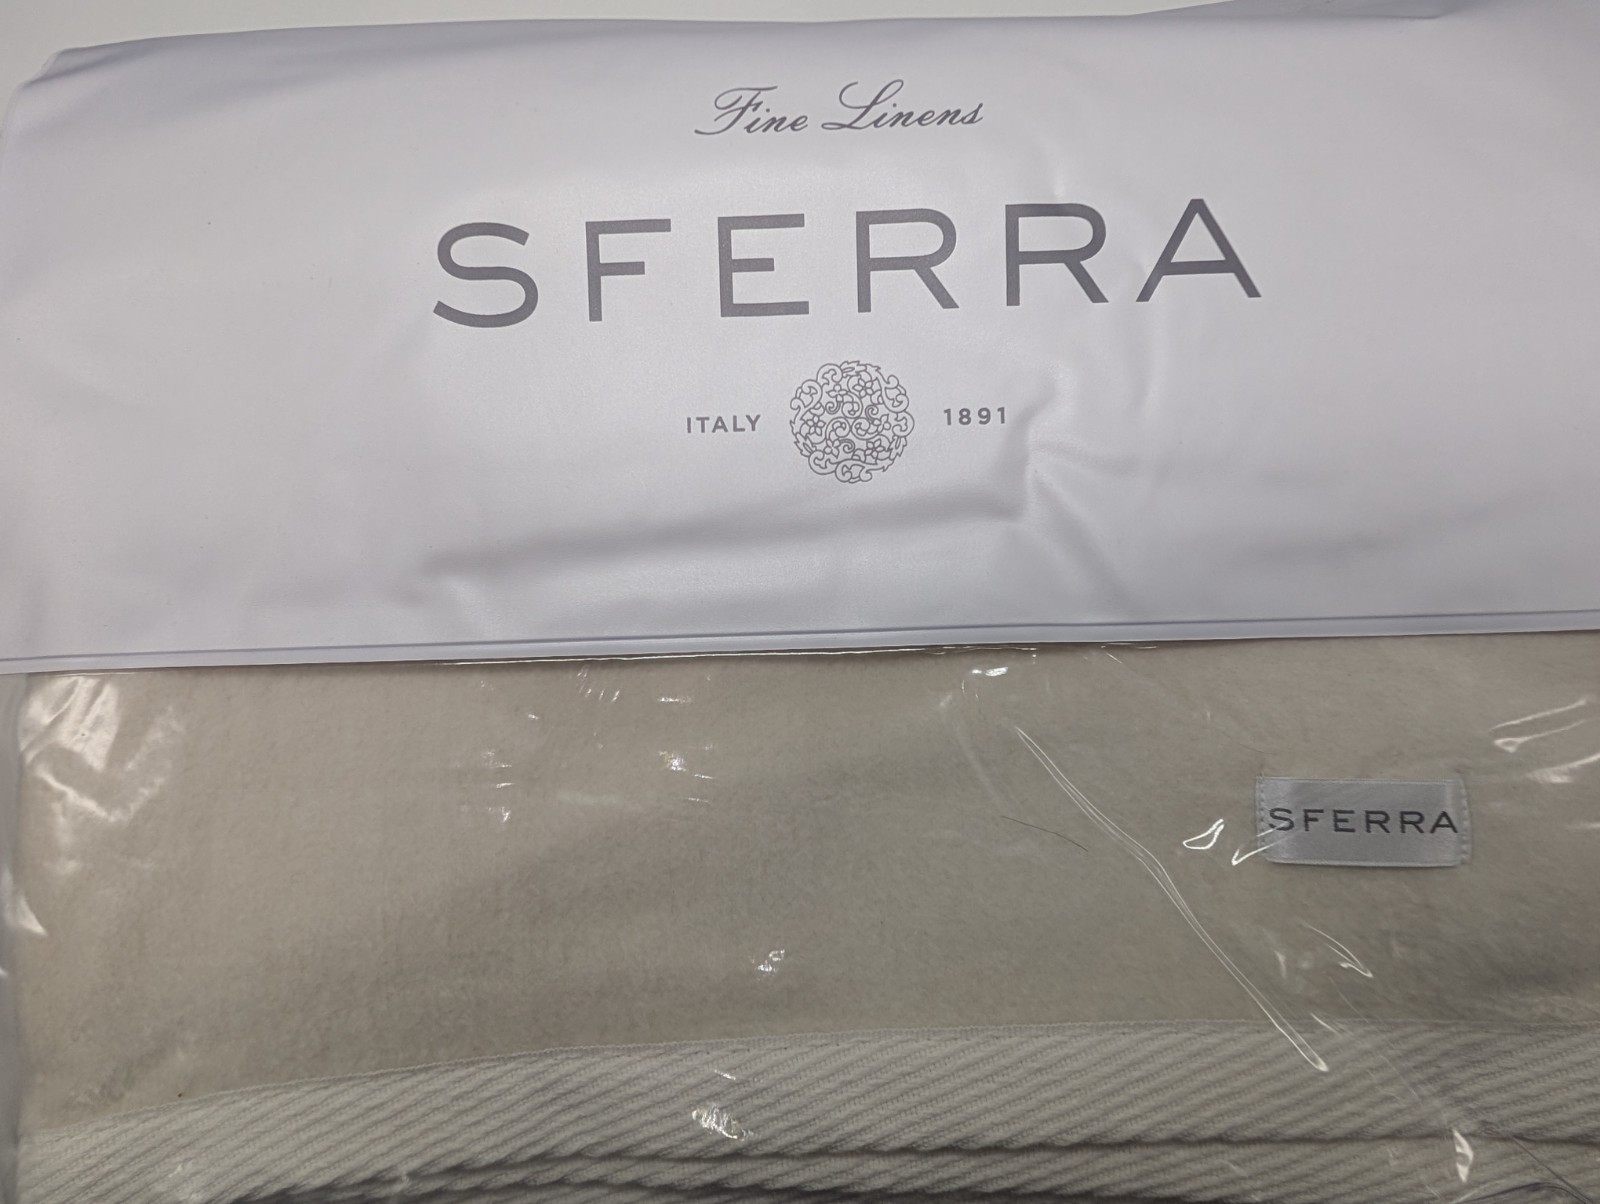 Fine Linens
SFERRA
ITALY 1891
SFERRA